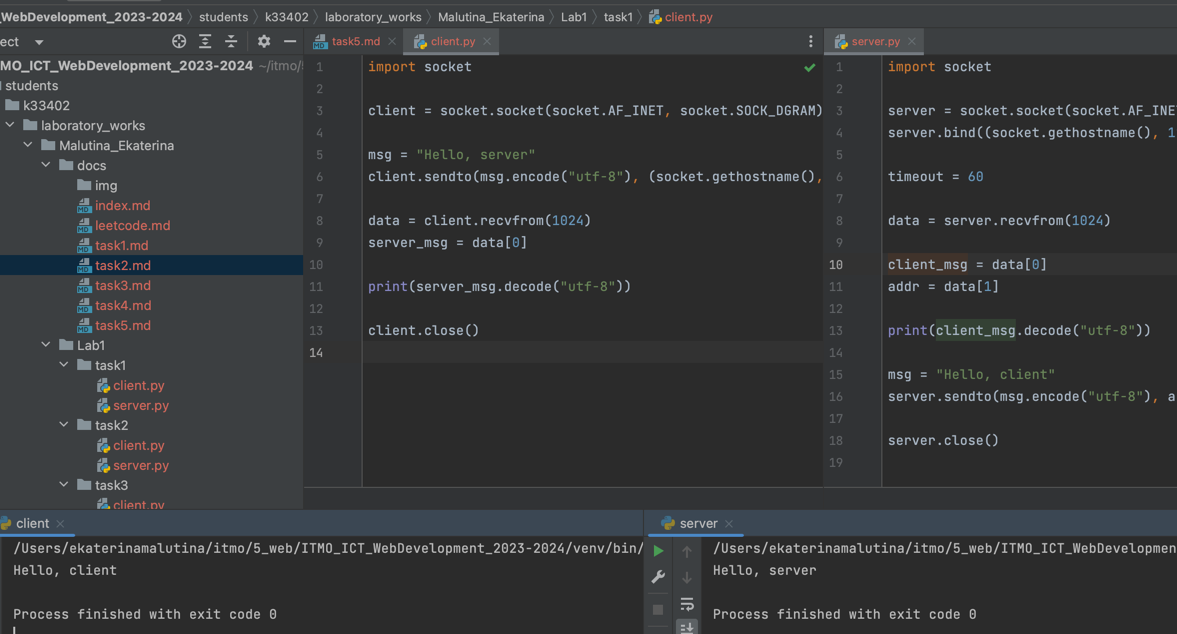 _WebDevelopment_2023-2024 students k33402 laboratory_works Malutina_Ekaterina Lab1 task1 client.py
ect
task5.md client.py
server.py
MO_ICT_WebDevelopment_2023-2024 ~/itmo/
students
k33402
laboratory_works
Malutina_Ekaterina
docs
img
index.md
leetcode.md
task1.md
task2.md
task3.md
task4.md
task5.md
Lab1
task1
client.py
server.py
task2
client.py
server.py
task3
client.py
1 import socket
2
3 client = socket.socket(socket.AF_INET, socket.SOCK_DGRAM)
4
5 msg = "Hello, server"
6 client.sendto(msg.encode("utf-8"), (socket.gethostname(),
7
8 data = client.recvfrom(1024)
9 server_msg = data[0]
10
11 print(server_msg.decode("utf-8"))
12
13 client.close()
14
1 import socket
2
3 server = socket.socket(socket.AF_INE
4 server.bind((socket.gethostname(), 1
5
6 timeout = 60
7
8 data = server.recvfrom(1024)
9
10 client_msg = data[0]
11 addr = data[1]
12
13 print(client_msg.decode("utf-8"))
14
15 msg = "Hello, client"
16 server.sendto(msg.encode("utf-8"), a
17
18 server.close()
19
client
/Users/ekaterinamalutina/itmo/5_web/ITMO_ICT_WebDevelopment_2023-2024/venv/bin/
Hello, client
Process finished with exit code 0
server
/Users/ekaterinamalutina/itmo/5_web/ITMO_ICT_WebDevelopmen
Hello, server
Process finished with exit code 0